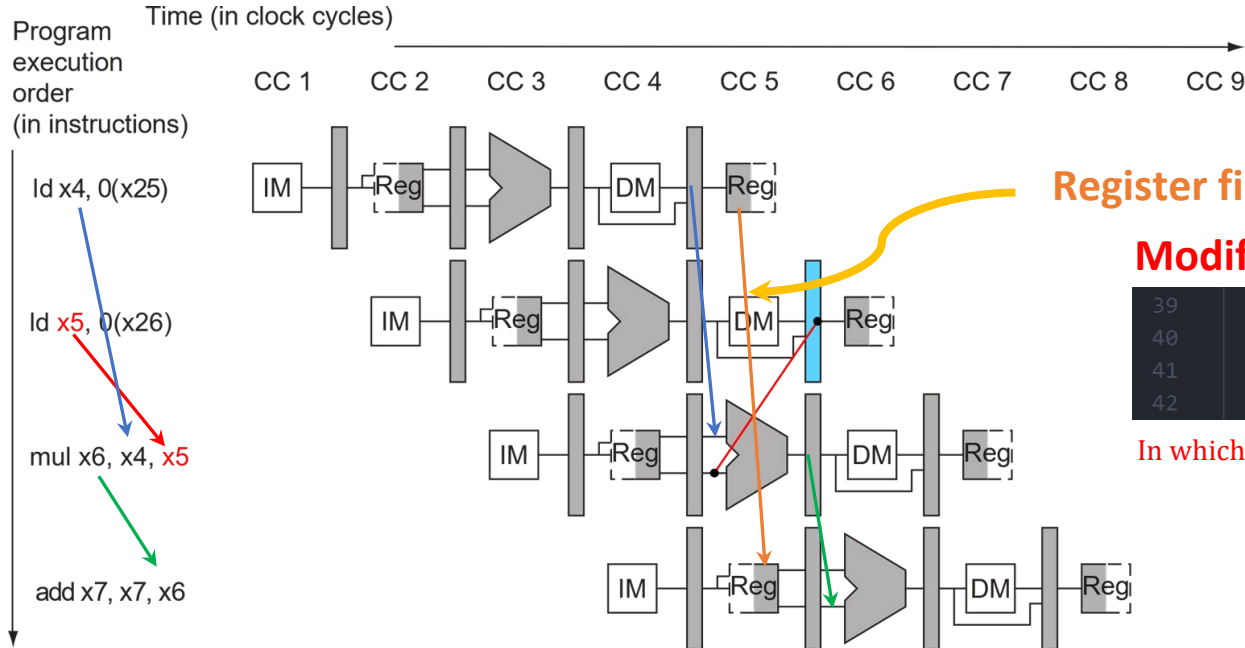 Time (in clock cycles)
Program
execution
order
(in instructions)
CC 1 CC 2 CC 3 CC 4 CC 5 CC 6 CC 7 CC 8 CC 9
ld x4, 0(x25)
IM Reg DM Reg
Register fi
Modif
ld x5, 0(x26)
IM Reg DM Reg
39
40
41
42
mul x6, x4, x5
IM Reg DM Reg
In which
add x7, x7, x6
IM Reg DM Reg